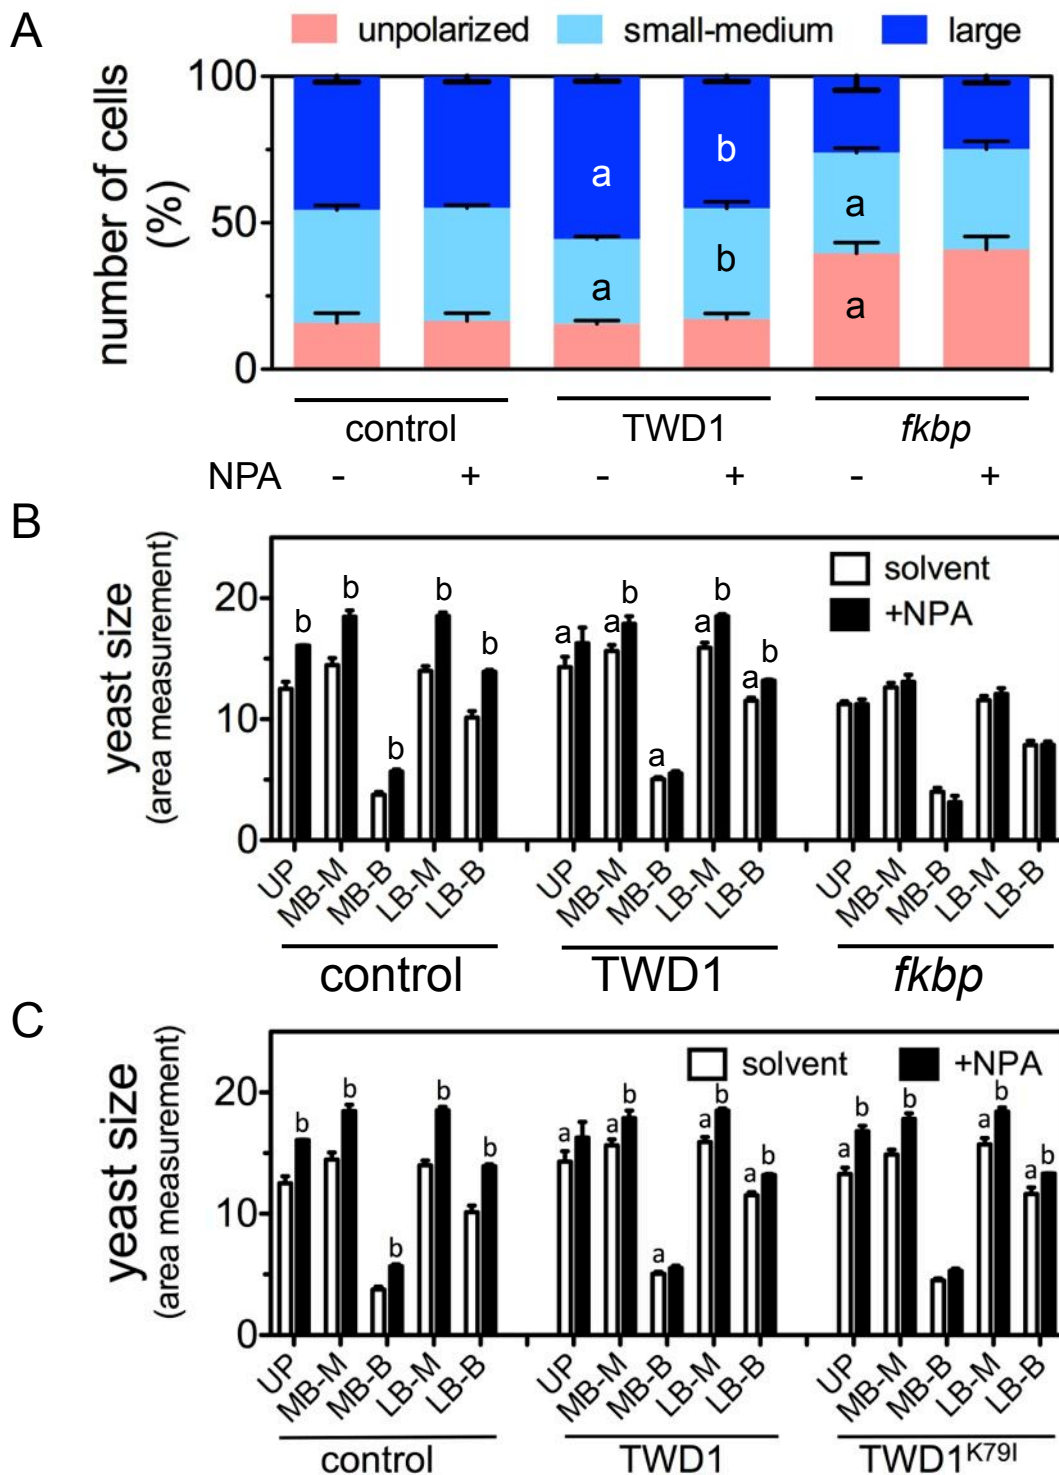 A
unpolarized small-medium large
number of cells
(%)
100
50
0
a b
a b
a
a
control TWD1 fkbp
NPA - + - + - +
B
yeast size
(area measurement)
20
10
0
solvent
+NPA
b b b b b
a a b a a b a b
UP MB-M MB-B LB-M LB-B UP MB-M MB-B LB-M LB-B UP MB-M MB-B LB-M LB-B
control TWD1 fkbp
C
yeast size
(area measurement)
20
10
0
solvent +NPA
b b b b b
a a b a a b a b
a b b a b a b
UP MB-M MB-B LB-M LB-B UP MB-M MB-B LB-M LB-B UP MB-M MB-B LB-M LB-B
control TWD1 TWD1K79I